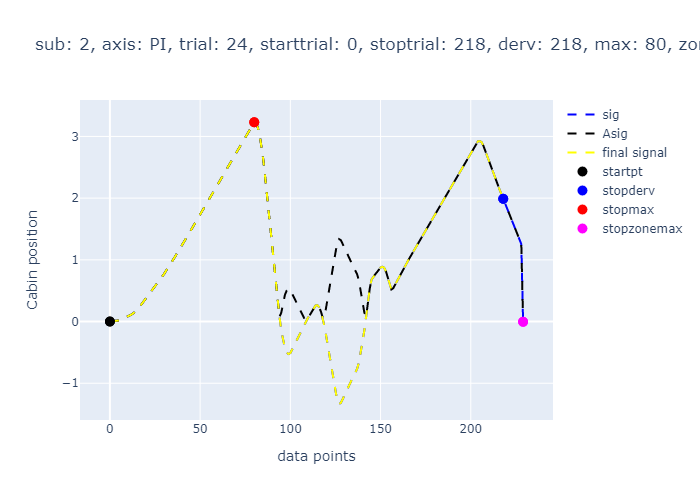 sub: 2, axis: PI, trial: 24, starttrial: 0, stoptrial: 218, derv: 218, max: 80, zo
sig
Asig
final signal
startpt
stopderv
stopmax
stopzonemax
Cabin position
3
2
1
0
−1
0
50
100
150
200
data points